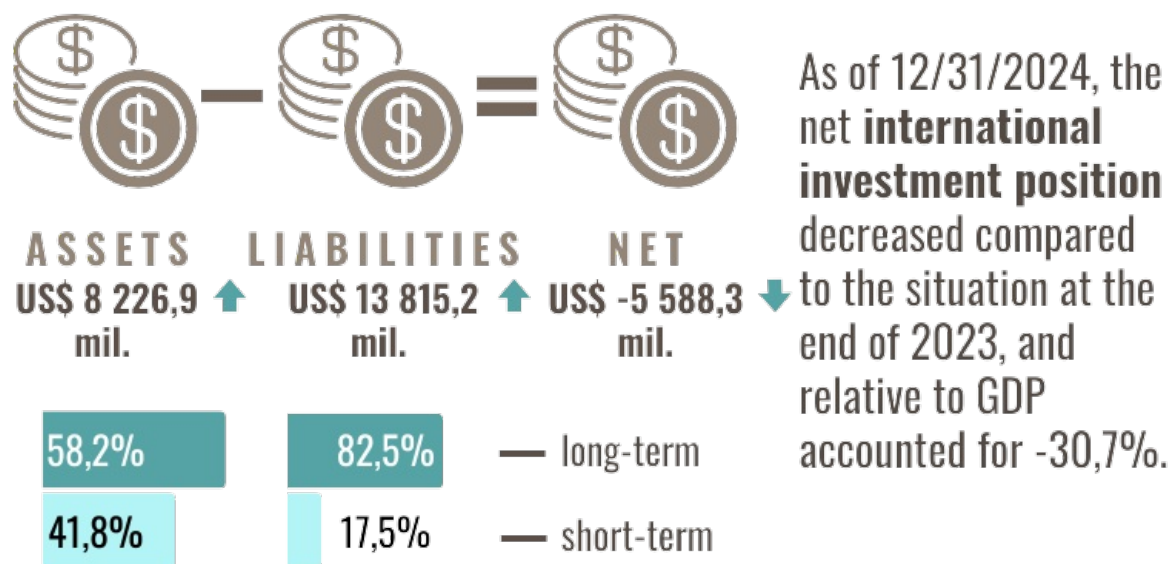 ASSETS LIABILITIES NET
US$ 8 226,9 US$ 13 815,2 US$ -5 588,3
mil. mil. mil.
58,2% 82,5% long-term
41,8% 17,5% short-term
As of 12/31/2024, the
net international
investment position
decreased compared
to the situation at the
end of 2023, and
relative to GDP
accounted for -30,7%.